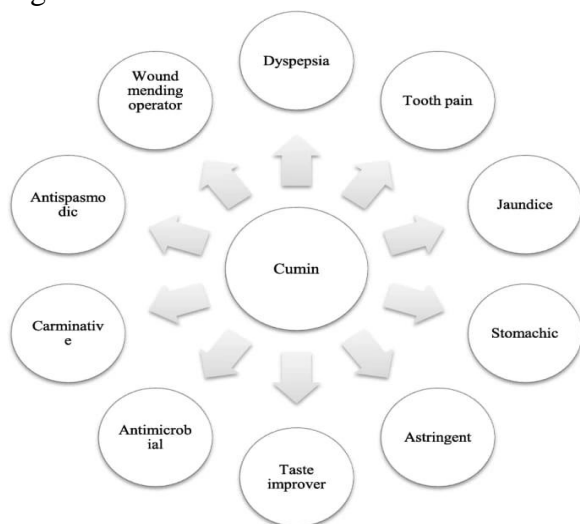 Dyspepsia
Tooth pain
Jaundice
Stomachic
Astringent
Taste
improver
Antimicrob
ial
Carminativ
e
Antispasmo
dic
Wound
mending
operator
Cumin